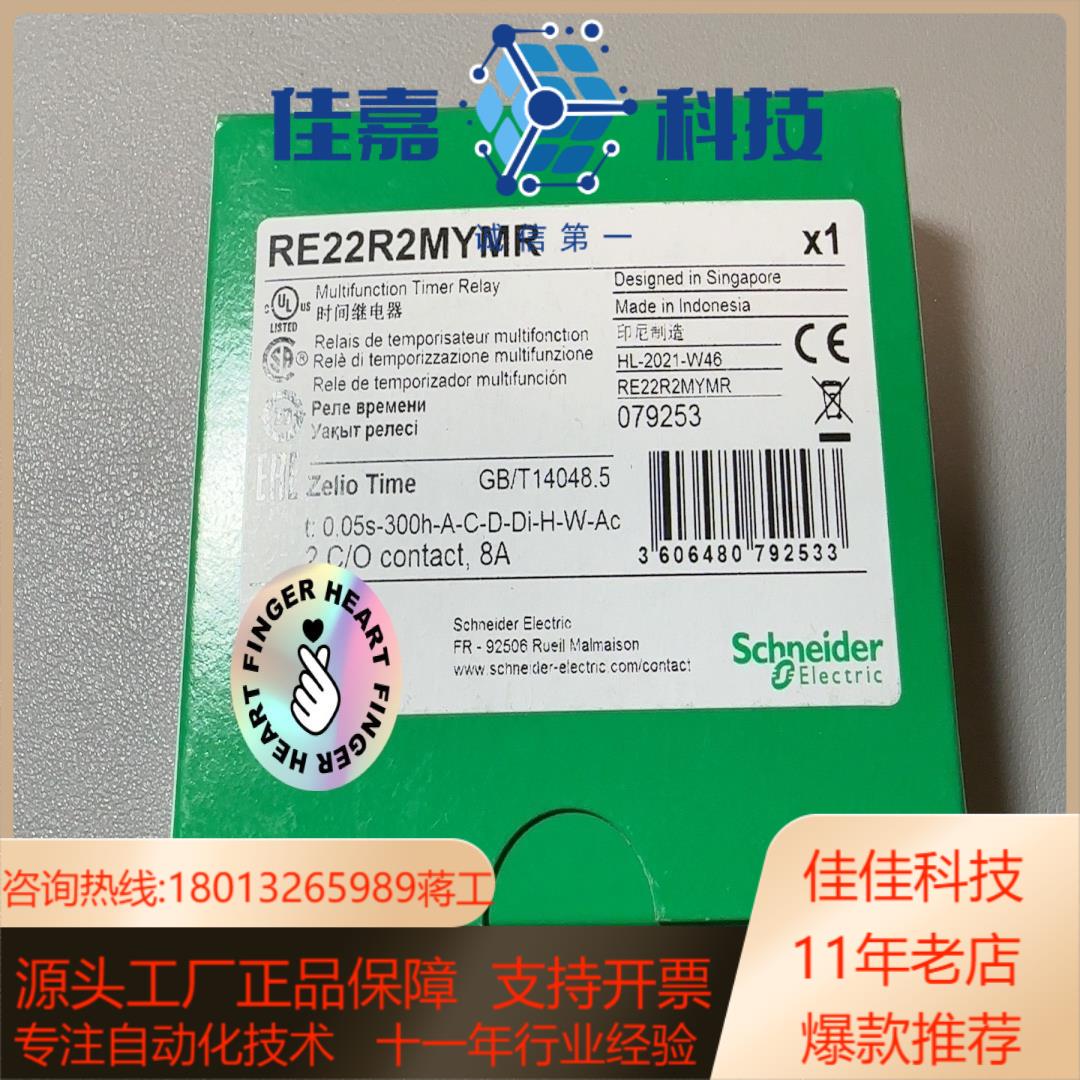 佳嘉 科技
诚信第一
RE22R2MYMR
x1
Multifunction Timer Relay
时间继电器
Relais de temporisateur multifonction
Relè di temporizzazione multifunzione
Relé de temporizador multifunción
Реле времени
Уақыт релесі
c UL US
LISTED
SA
EAC
Designed in Singapore
Made in Indonesia
印尼制造
HL-2021-W46
RE22R2MYMR
079253
CE
Zelio Time
GB/T14048.5
t: 0.05s-300h-A-C-D-Di-H-W-Ac
2 C/O contact, 8A
3 606480 792533
Schneider Electric
FR - 92506 Rueil Malmaison
www.schneider-electric.com/contact
Schneider
Electric
FINGER HEART FINGER HEART
咨询热线:18013265989蒋工
源头工厂正品保障 支持开票
专注自动化技术 十一年行业经验
佳佳科技
11年老店
爆款推荐